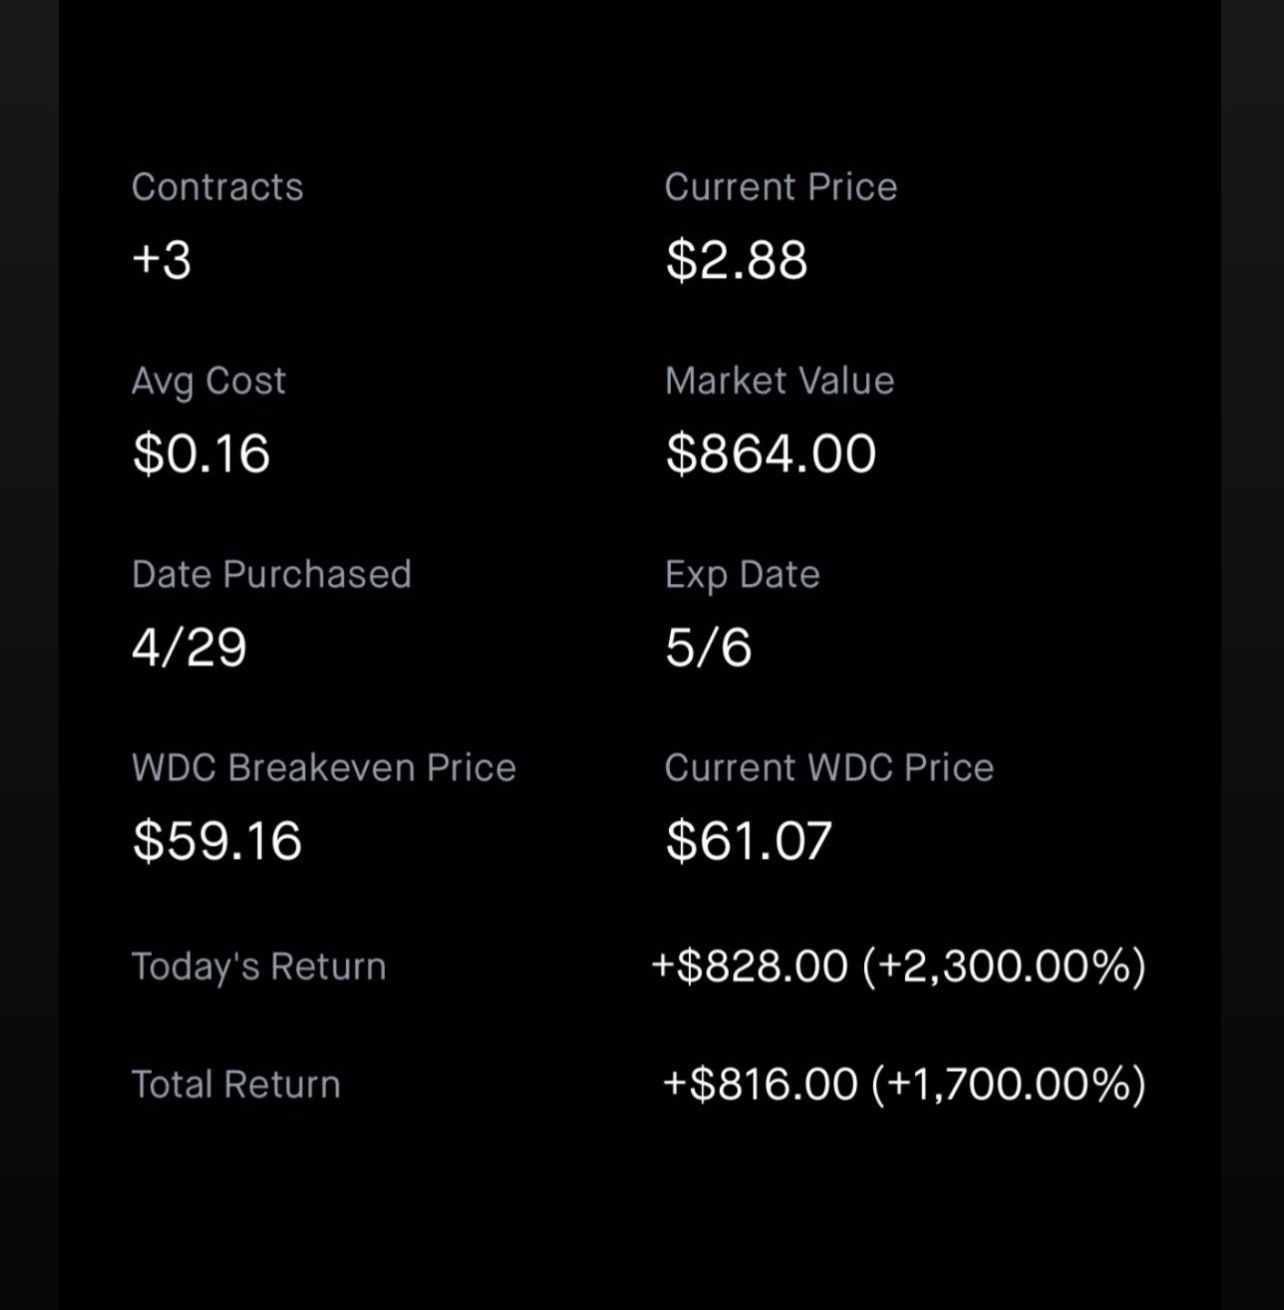 Contracts
Current Price
+3
$2.88
Avg Cost
Market Value
$0.16
$864.00
Date Purchased
Exp Date
4/29
5/6
WDC Breakeven Price
Current WDC Price
$59.16
$61.07
Today's Return
+$828.00 (+2,300.00%)
Total Return
+$816.00 (+1,700.00%)